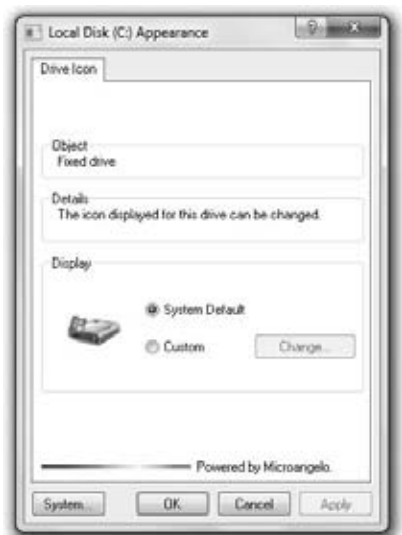 Local Disk (C:) Appearance
Drive Icon
Object
Fixed drive
Details
The icon displayed for this drive can be changed.
Display
System Default
Custom
Change...
Powered by Microangelo.
System...
OK
Cancel
Apply